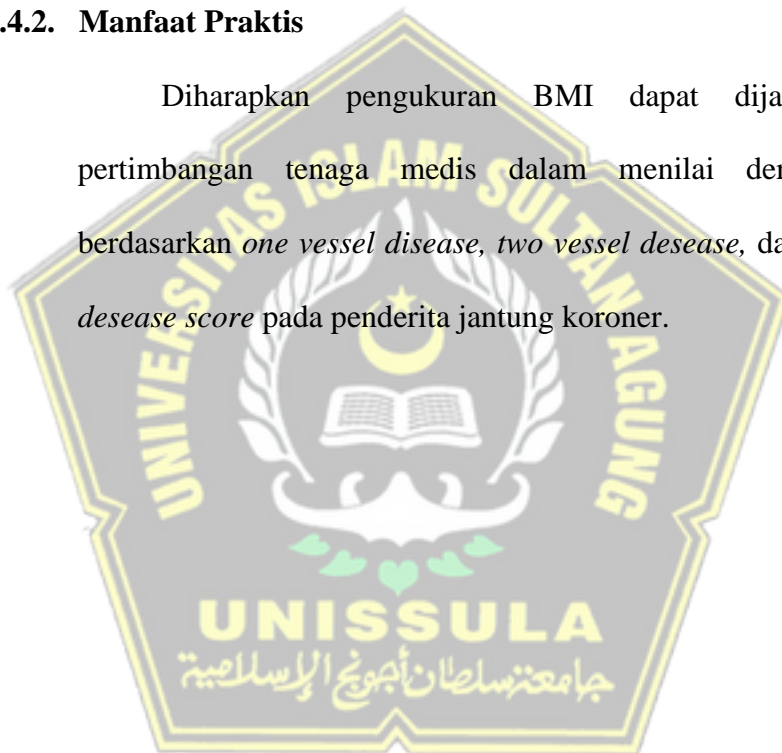 .4.2. Manfaat Praktis
Diharapkan pengukuran BMI dapat dija
pertimbangan tenaga medis dalam menilai der
berdasarkan one vessel disease, two vessel desease, da
desease score pada penderita jantung koroner.
UNIVERSITAS ISLAM SULTAN AGUNG
UNISSULA
جامعة سلطان أجونج الإسلامية